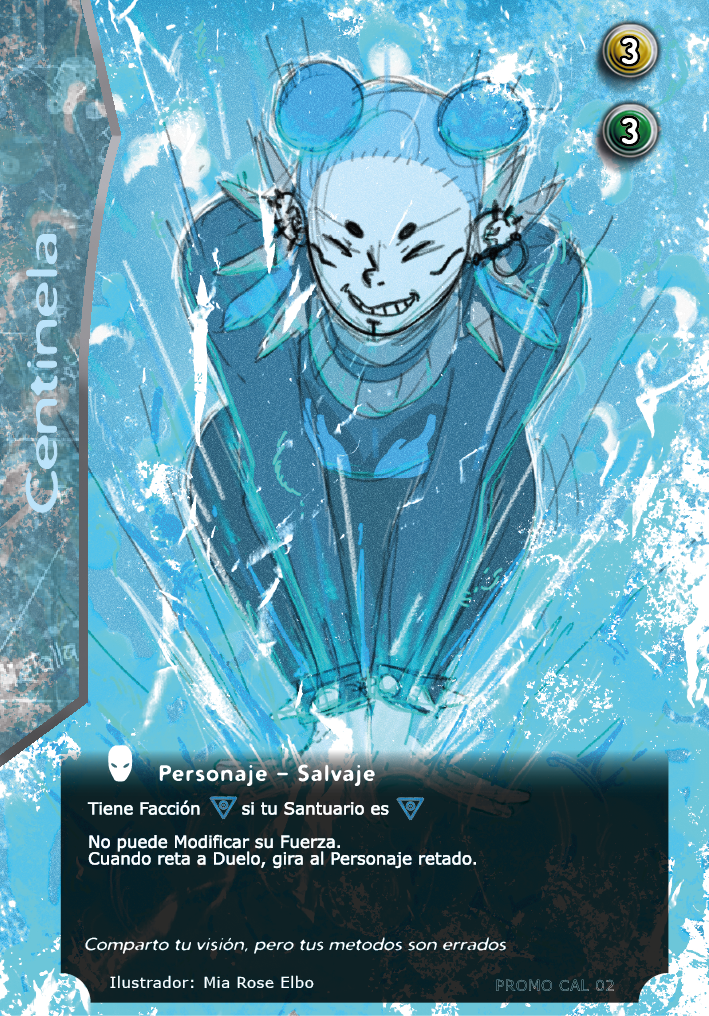 3
3
Centinela
Personaje – Salvaje
Tiene Facción si tu Santuario es
No puede Modificar su Fuerza.
Cuando reta a Duelo, gira al Personaje retado.
Comparto tu visión, pero tus metodos son errados
Ilustrador: Mia Rose Elbo
PROMO CAL 02